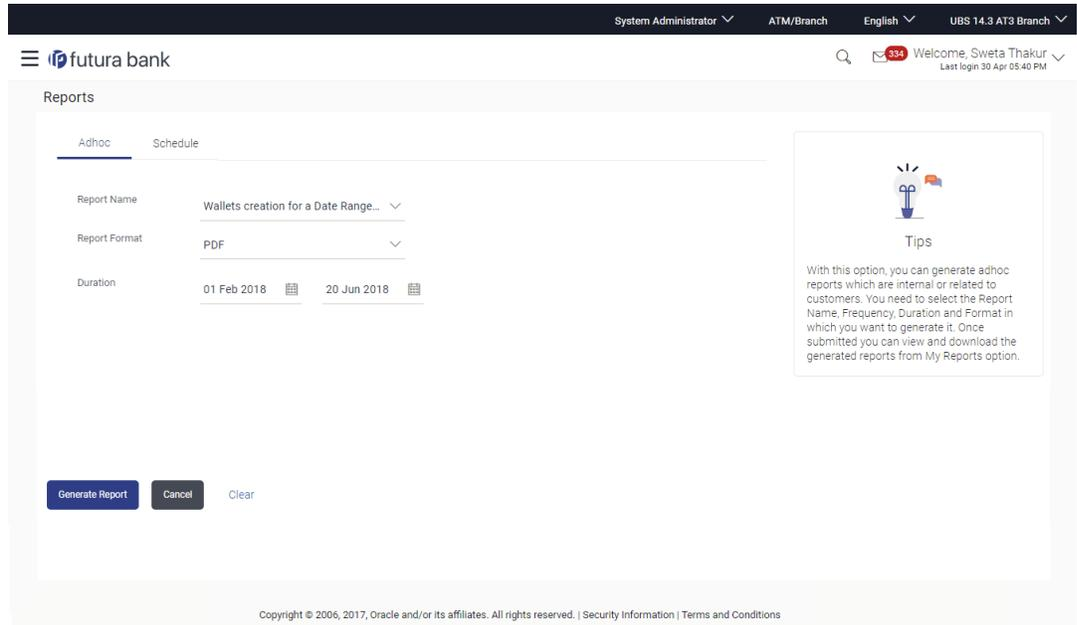 System Administrator ATM/Branch English UBS 14.3 AT3 Branch
futura bank
334 Welcome, Sweta Thakur
Last login 30 Apr 05:40 PM
Reports
Adhoc Schedule
Report Name Wallets creation for a Date Range...
Report Format PDF
Duration 01 Feb 2018 20 Jun 2018
Tips
With this option, you can generate adhoc
reports which are internal or related to
customers. You need to select the Report
Name, Frequency, Duration and Format in
which you want to generate it. Once
submitted you can view and download the
generated reports from My Reports option.
Generate Report Cancel Clear
Copyright © 2006, 2017, Oracle and/or its affiliates. All rights reserved. | Security Information | Terms and Conditions